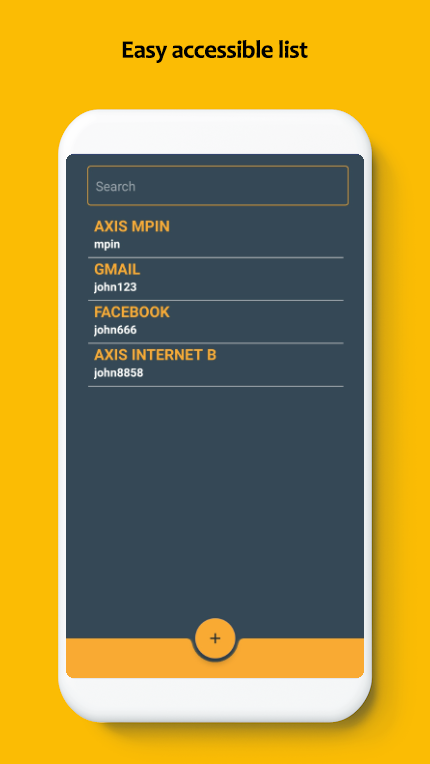 Easy accessible list
Search
AXIS MPIN
mpin
GMAIL
john123
FACEBOOK
john666
AXIS INTERNET B
john8858
+